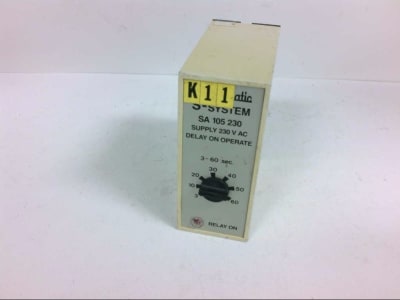 K11 atic
S-SYSTEM
SA 105 230
SUPPLY 230 V AC
DELAY ON OPERATE
3-60 sec.
30
20 40
10 50
3 60
RELAY ON